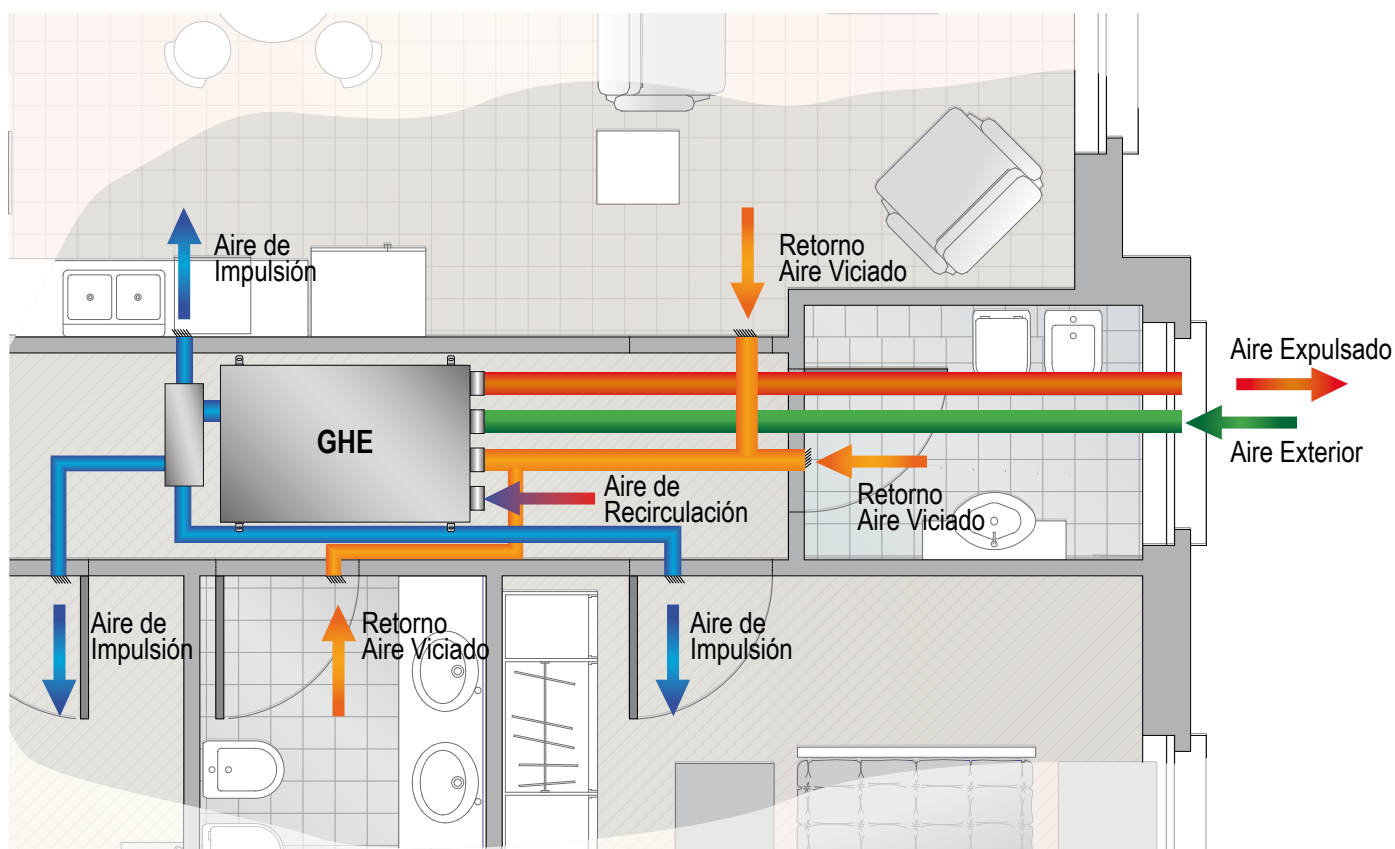 Aire de
Impulsión
Retorno
Aire Viciado
Aire Expulsado
GHE
Aire Exterior
Aire de
Recirculación
Retorno
Aire Viciado
Aire de
Impulsión
Retorno
Aire Viciado
Aire de
Impulsión